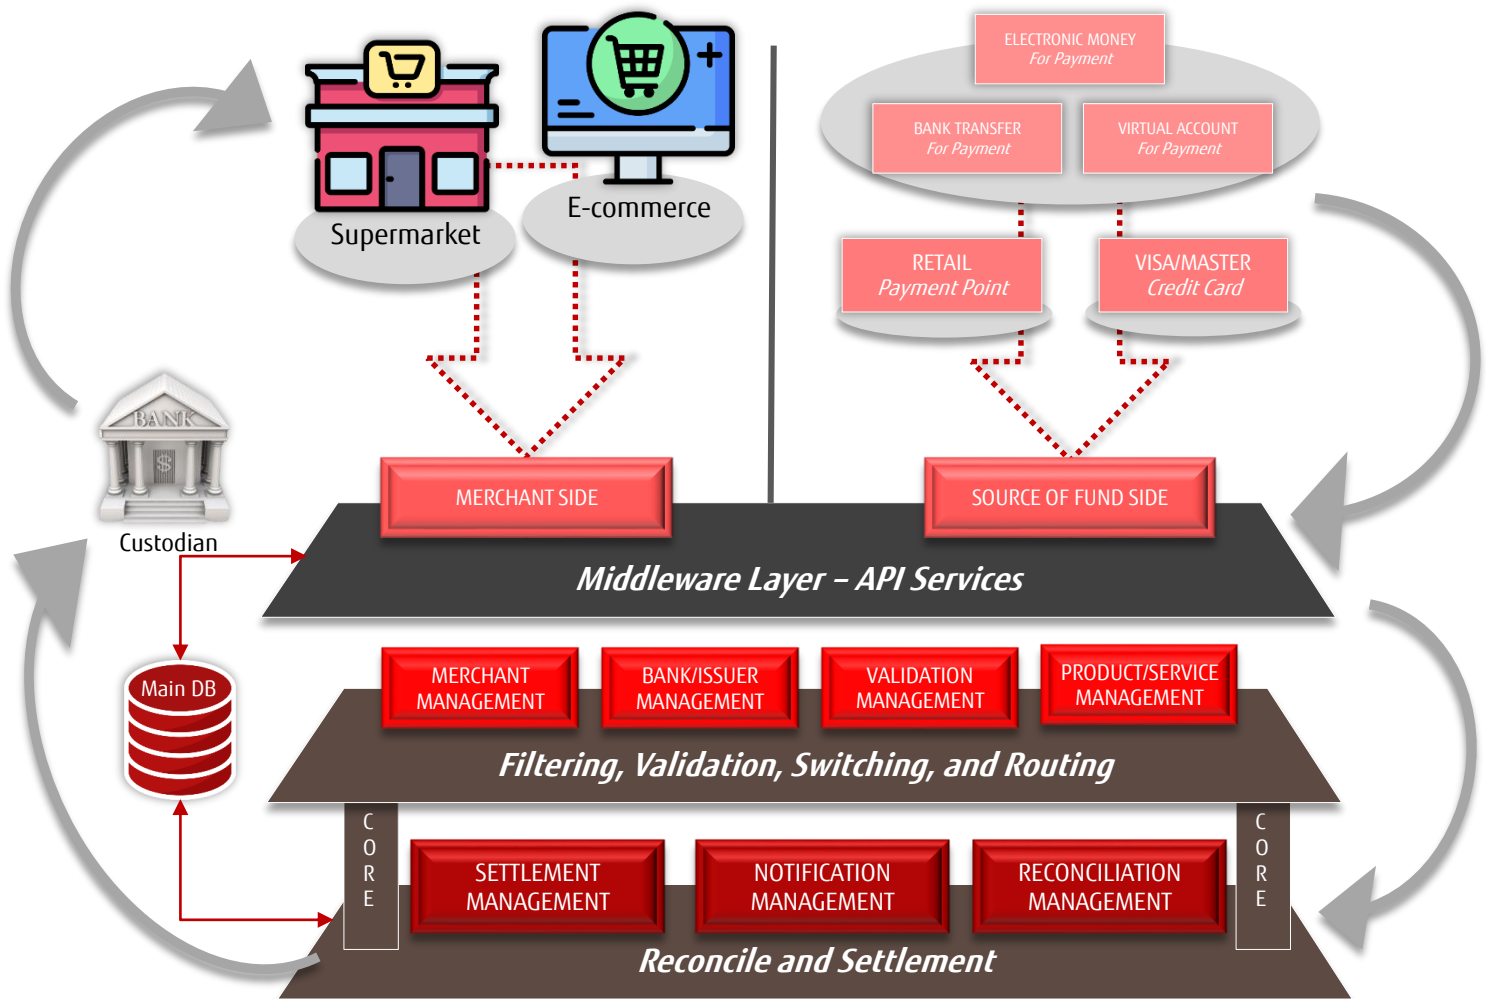 ELECTRONIC MONEY
For Payment
BANK TRANSFER
For Payment
VIRTUAL ACCOUNT
For Payment
E-commerce
Supermarket
RETAIL
Payment Point
VISA/MASTER
Credit Card
BANK
$
Custodian
MERCHANT SIDE
SOURCE OF FUND SIDE
Middleware Layer – API Services
Main DB
MERCHANT
MANAGEMENT
BANK/ISSUER
MANAGEMENT
VALIDATION
MANAGEMENT
PRODUCT/SERVICE
MANAGEMENT
Filtering, Validation, Switching, and Routing
C
O
R
E
SETTLEMENT
MANAGEMENT
NOTIFICATION
MANAGEMENT
RECONCILIATION
MANAGEMENT
C
O
R
E
Reconcile and Settlement